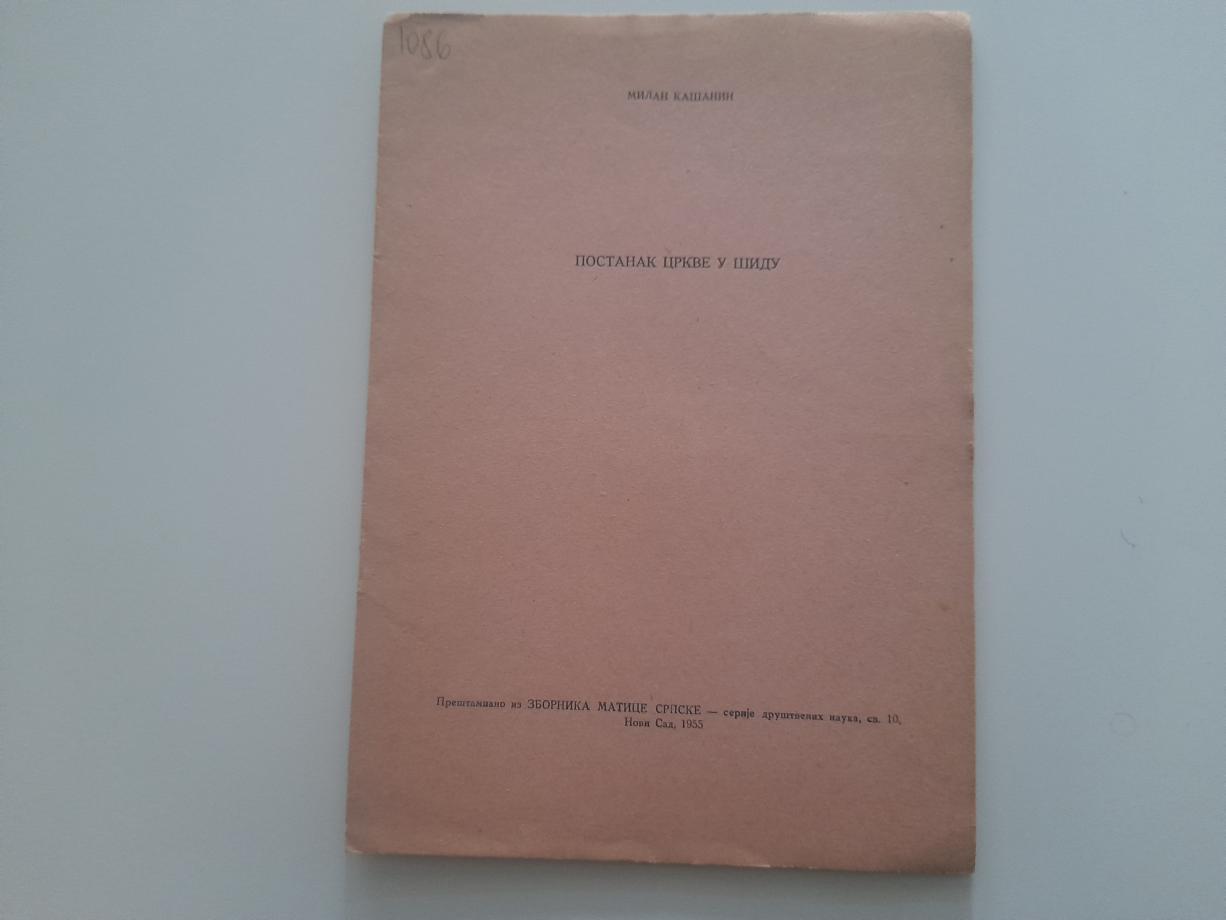 1086
МИЛАН КАШАНИН
ПОСТАНАК ЦРКВЕ У ШИДУ
Прештампано из ЗБОРНИКА МАТИЦЕ СРПСКЕ — серије друштвених наука, св. 10,
Нови Сад, 1955